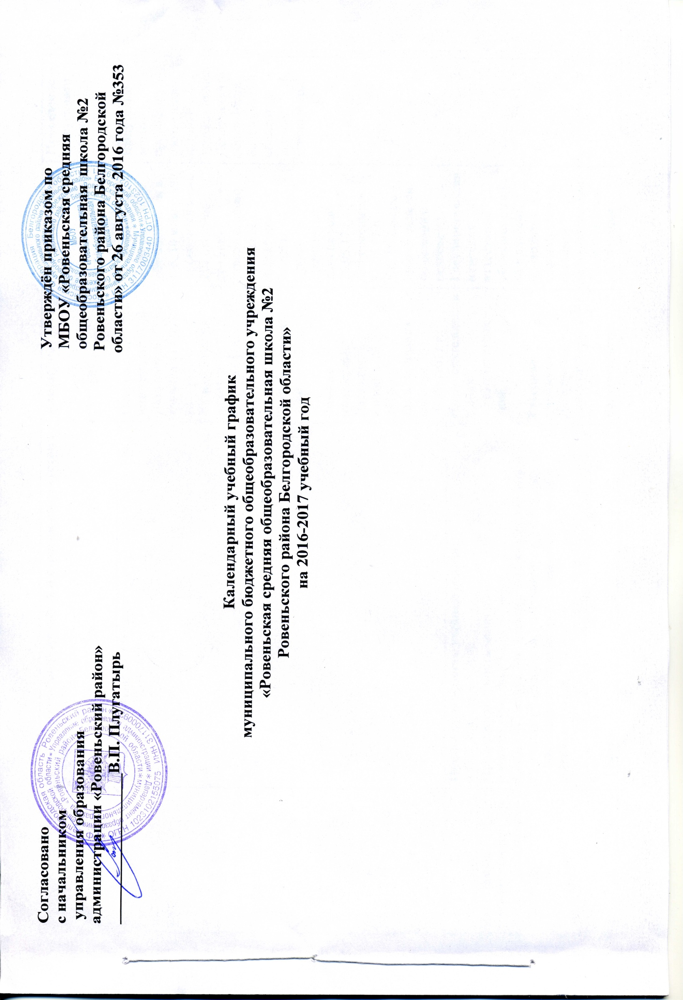 Согласовано
с начальником
управления образования
администрации «Ровеньский район»
В.П. Плугатырь
Утверждён приказом по
МБОУ «Ровеньская средняя
общеобразовательная школа №2
Ровеньского района Белгородской
области» от 26 августа 2016 года №353
Календарный учебный график
муниципального бюджетного общеобразовательного учреждения
«Ровеньская средняя общеобразовательная школа №2
Ровеньского района Белгородской области»
на 2016-2017 учебный год